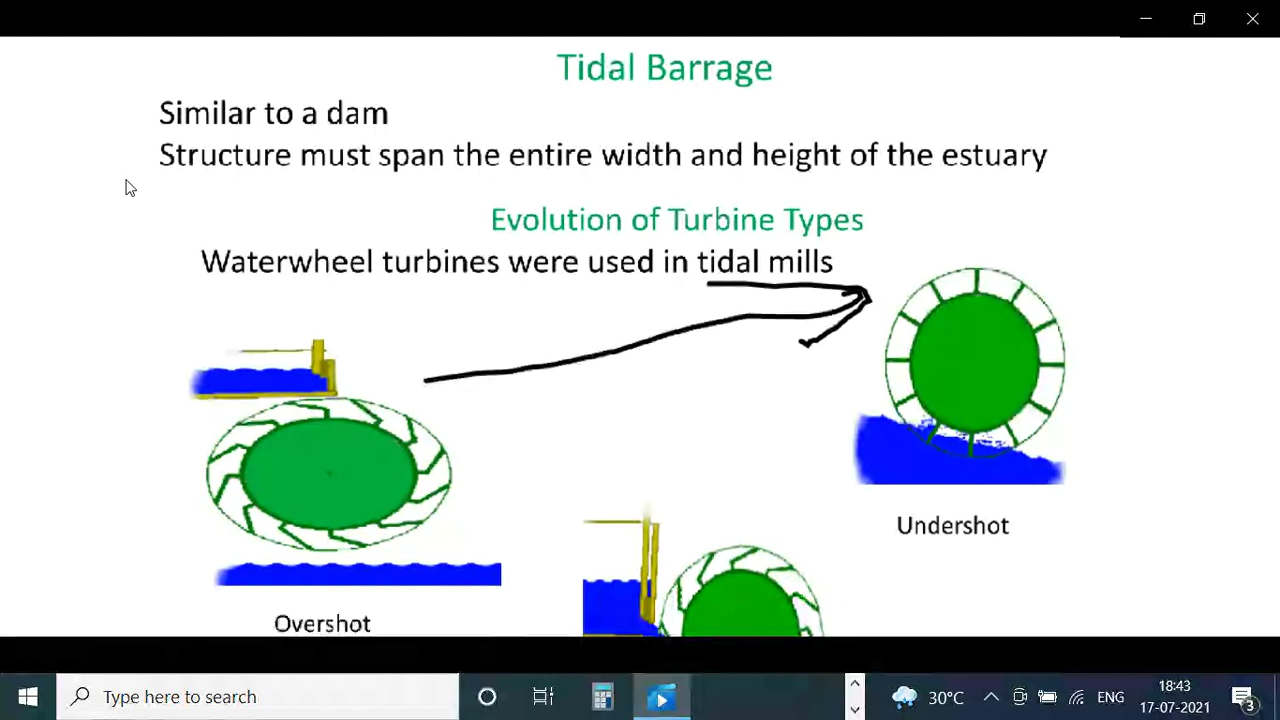 Tidal Barrage
Similar to a dam
Structure must span the entire width and height of the estuary
Evolution of Turbine Types
Waterwheel turbines were used in tidal mills
Undershot
Overshot
Type here to search
30°C
ENG
18:43
17-07-2021
3